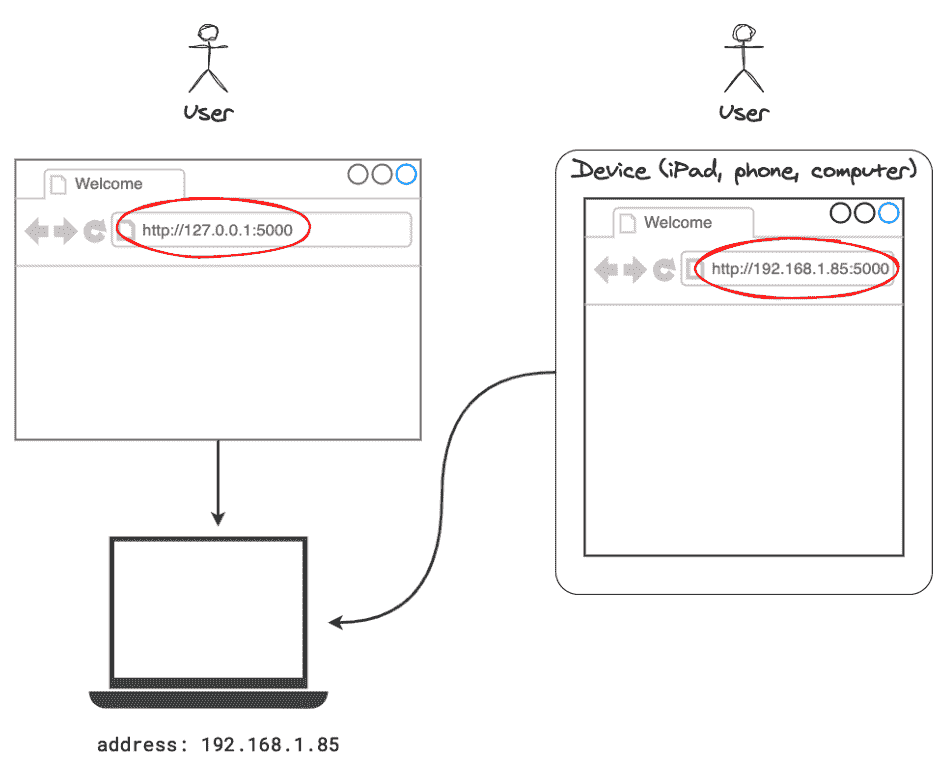 User
Welcome
http://127.0.0.1:5000
address: 192.168.1.85
User
Device (iPad, phone, computer)
Welcome
http://192.168.1.85:5000